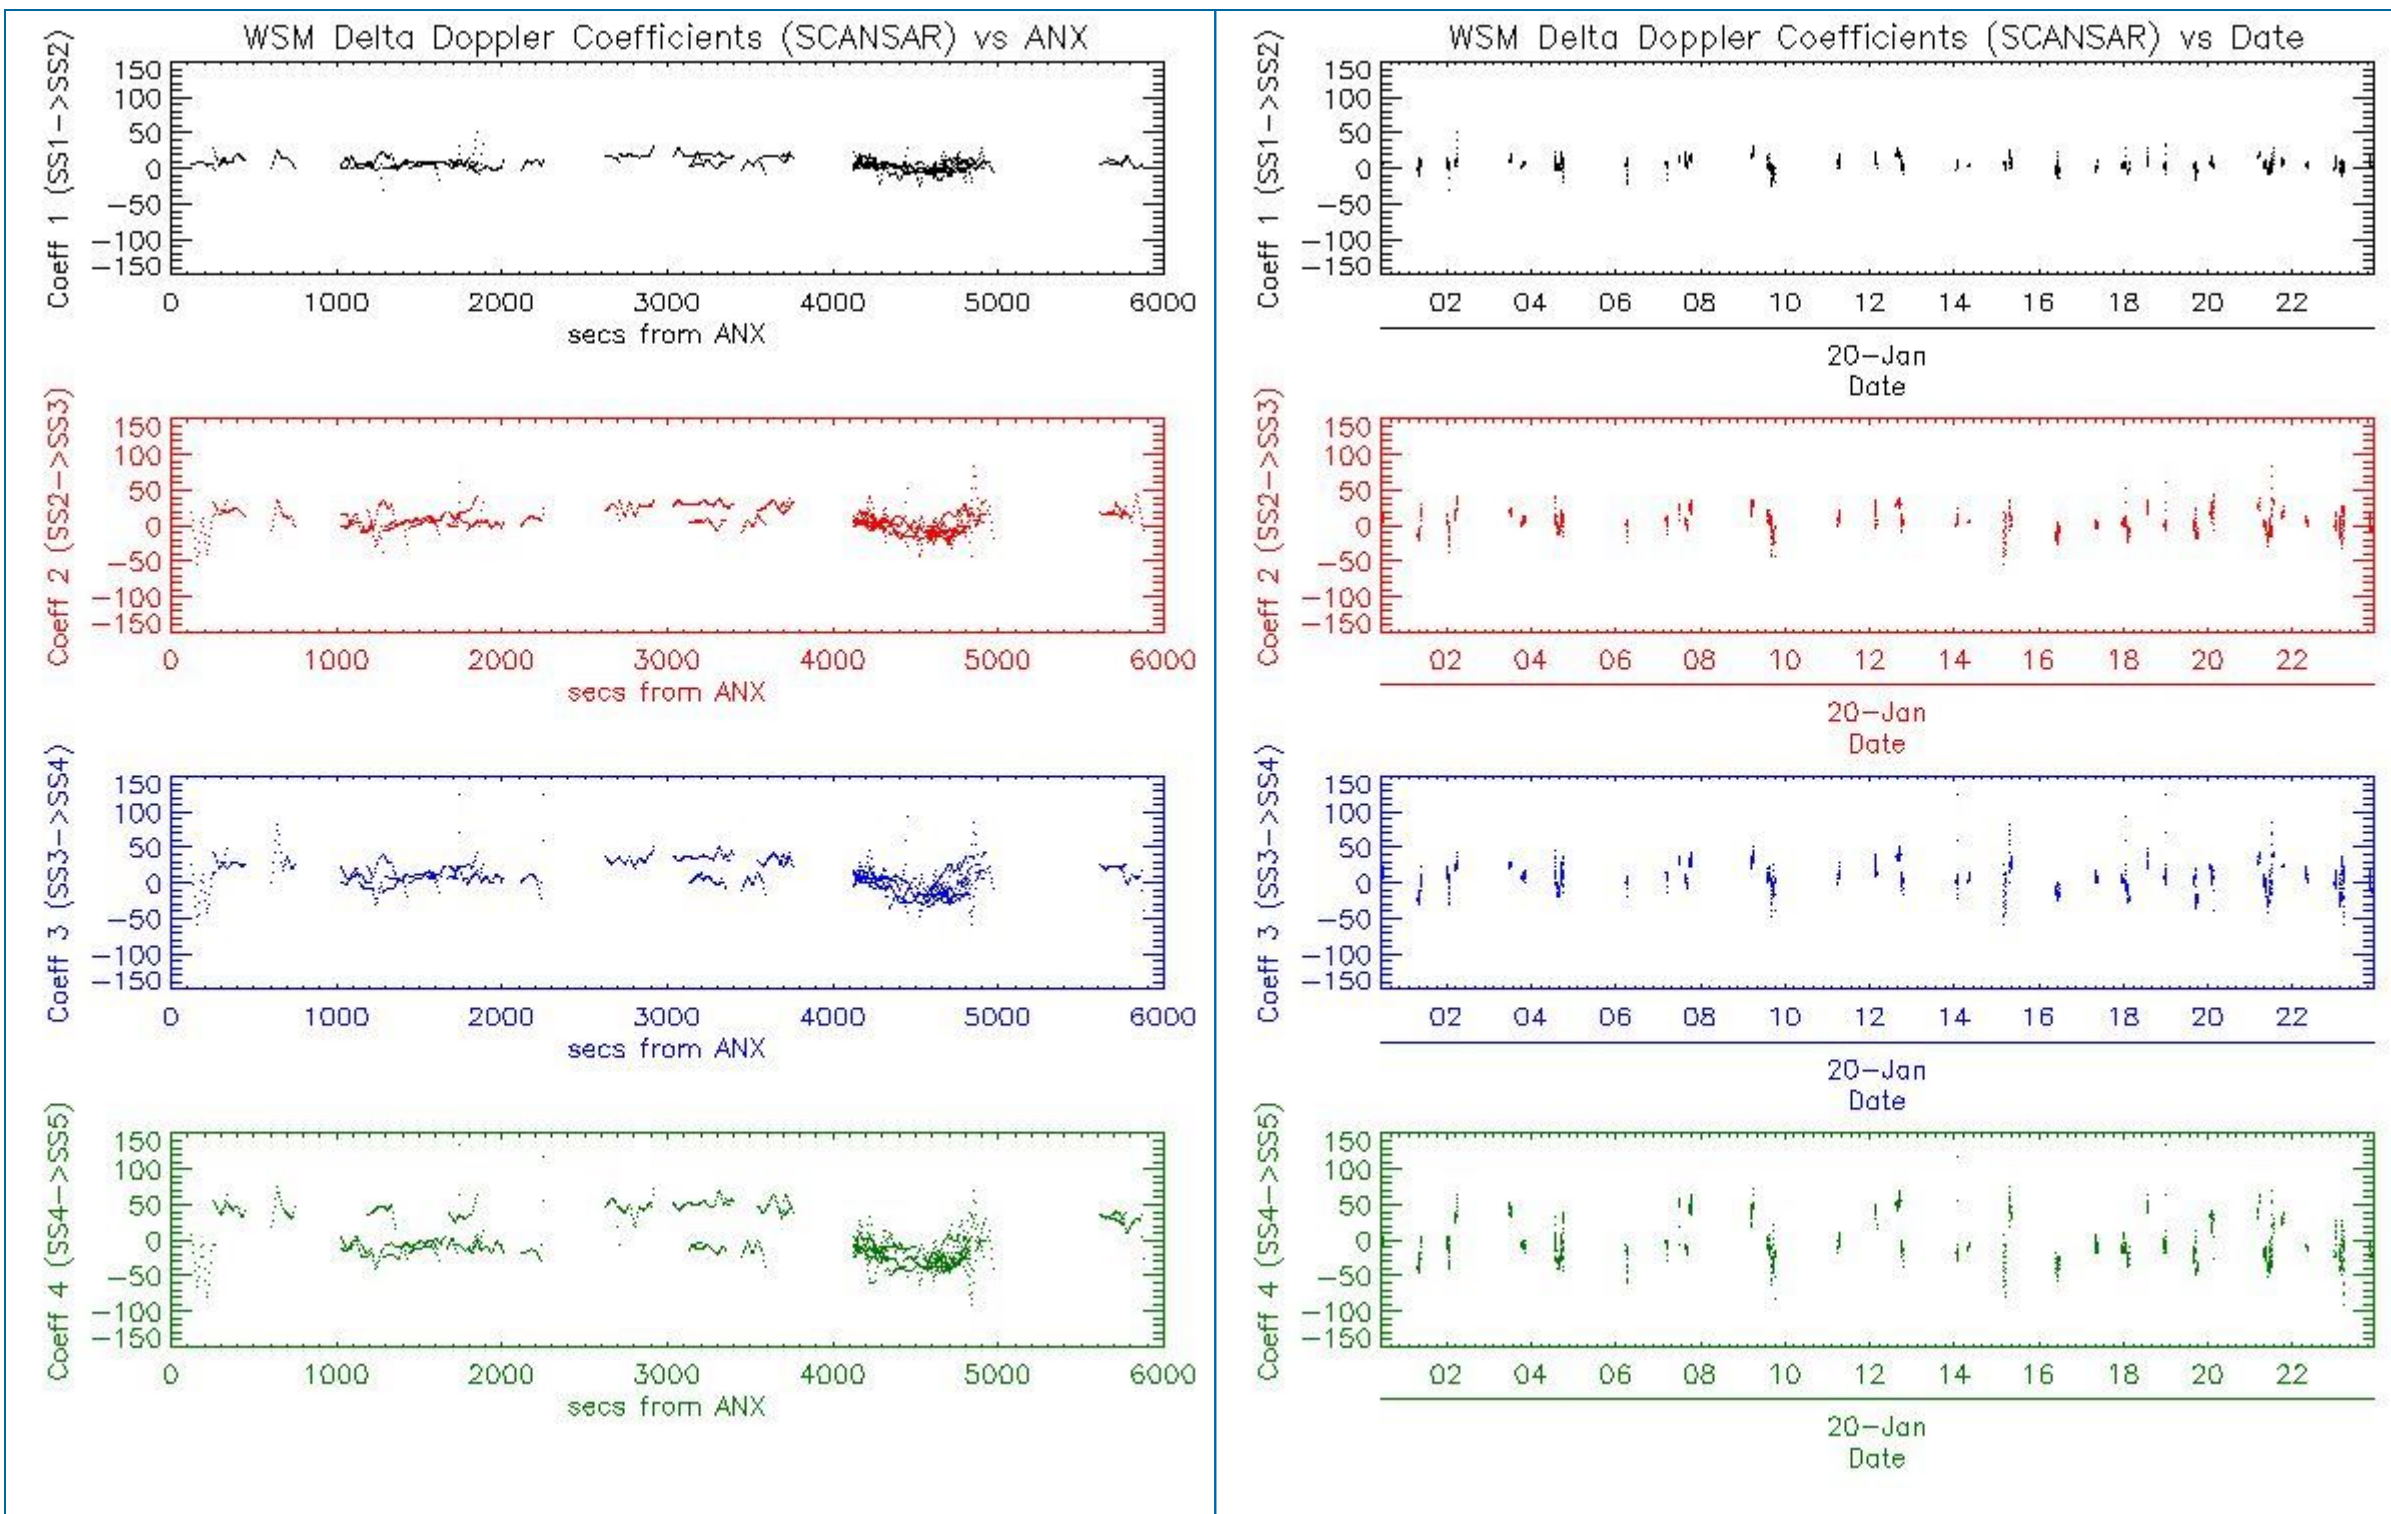 WSM Delta Doppler Coefficients (SCANSAR) vs ANX
Coeff 1 (SS1->SS2)
150
100
50
0
-50
-100
-150
0 1000 2000 3000 4000 5000 6000
secs from ANX
Coeff 2 (SS2->SS3)
150
100
50
0
-50
-100
-150
0 1000 2000 3000 4000 5000 6000
secs from ANX
Coeff 3 (SS3->SS4)
150
100
50
0
-50
-100
-150
0 1000 2000 3000 4000 5000 6000
secs from ANX
Coeff 4 (SS4->SS5)
150
100
50
0
-50
-100
-150
0 1000 2000 3000 4000 5000 6000
secs from ANX
WSM Delta Doppler Coefficients (SCANSAR) vs Date
Coeff 1 (SS1->SS2)
150
100
50
0
-50
-100
-150
02 04 06 08 10 12 14 16 18 20 22
20-Jan
Date
Coeff 2 (SS2->SS3)
150
100
50
0
-50
-100
-150
02 04 06 08 10 12 14 16 18 20 22
20-Jan
Date
Coeff 3 (SS3->SS4)
150
100
50
0
-50
-100
-150
02 04 06 08 10 12 14 16 18 20 22
20-Jan
Date
Coeff 4 (SS4->SS5)
150
100
50
0
-50
-100
-150
02 04 06 08 10 12 14 16 18 20 22
20-Jan
Date